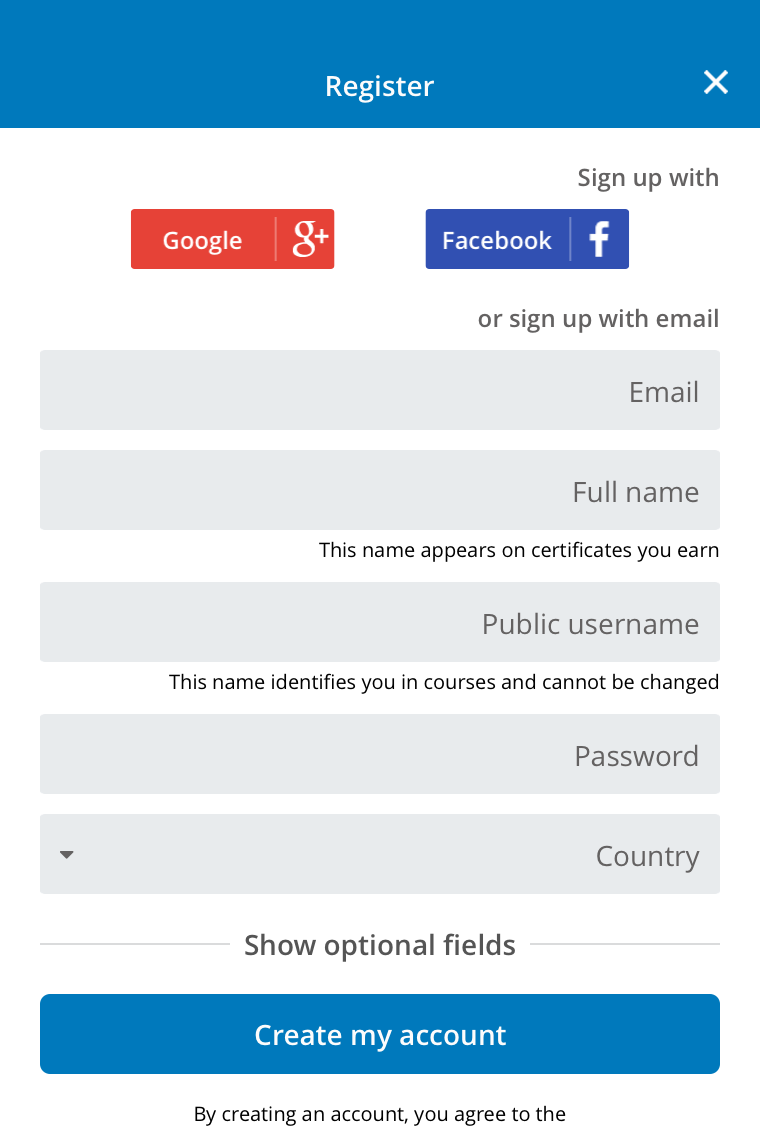 Register
Sign up with
Google g+
Facebook f
or sign up with email
Email
Full name
This name appears on certificates you earn
Public username
This name identifies you in courses and cannot be changed
Password
Country
Show optional fields
Create my account
By creating an account, you agree to the